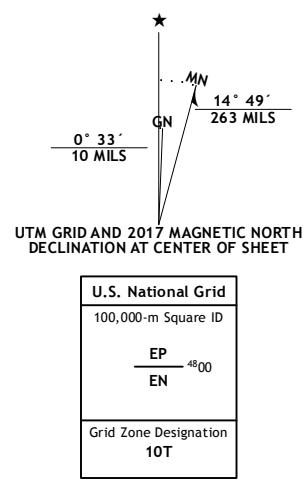 ★
MN
GN
14° 49´
263 MILS
0° 33´
10 MILS
UTM GRID AND 2017 MAGNETIC NORTH
DECLINATION AT CENTER OF SHEET
U.S. National Grid
100,000-m Square ID
EP
4800
EN
Grid Zone Designation
10T